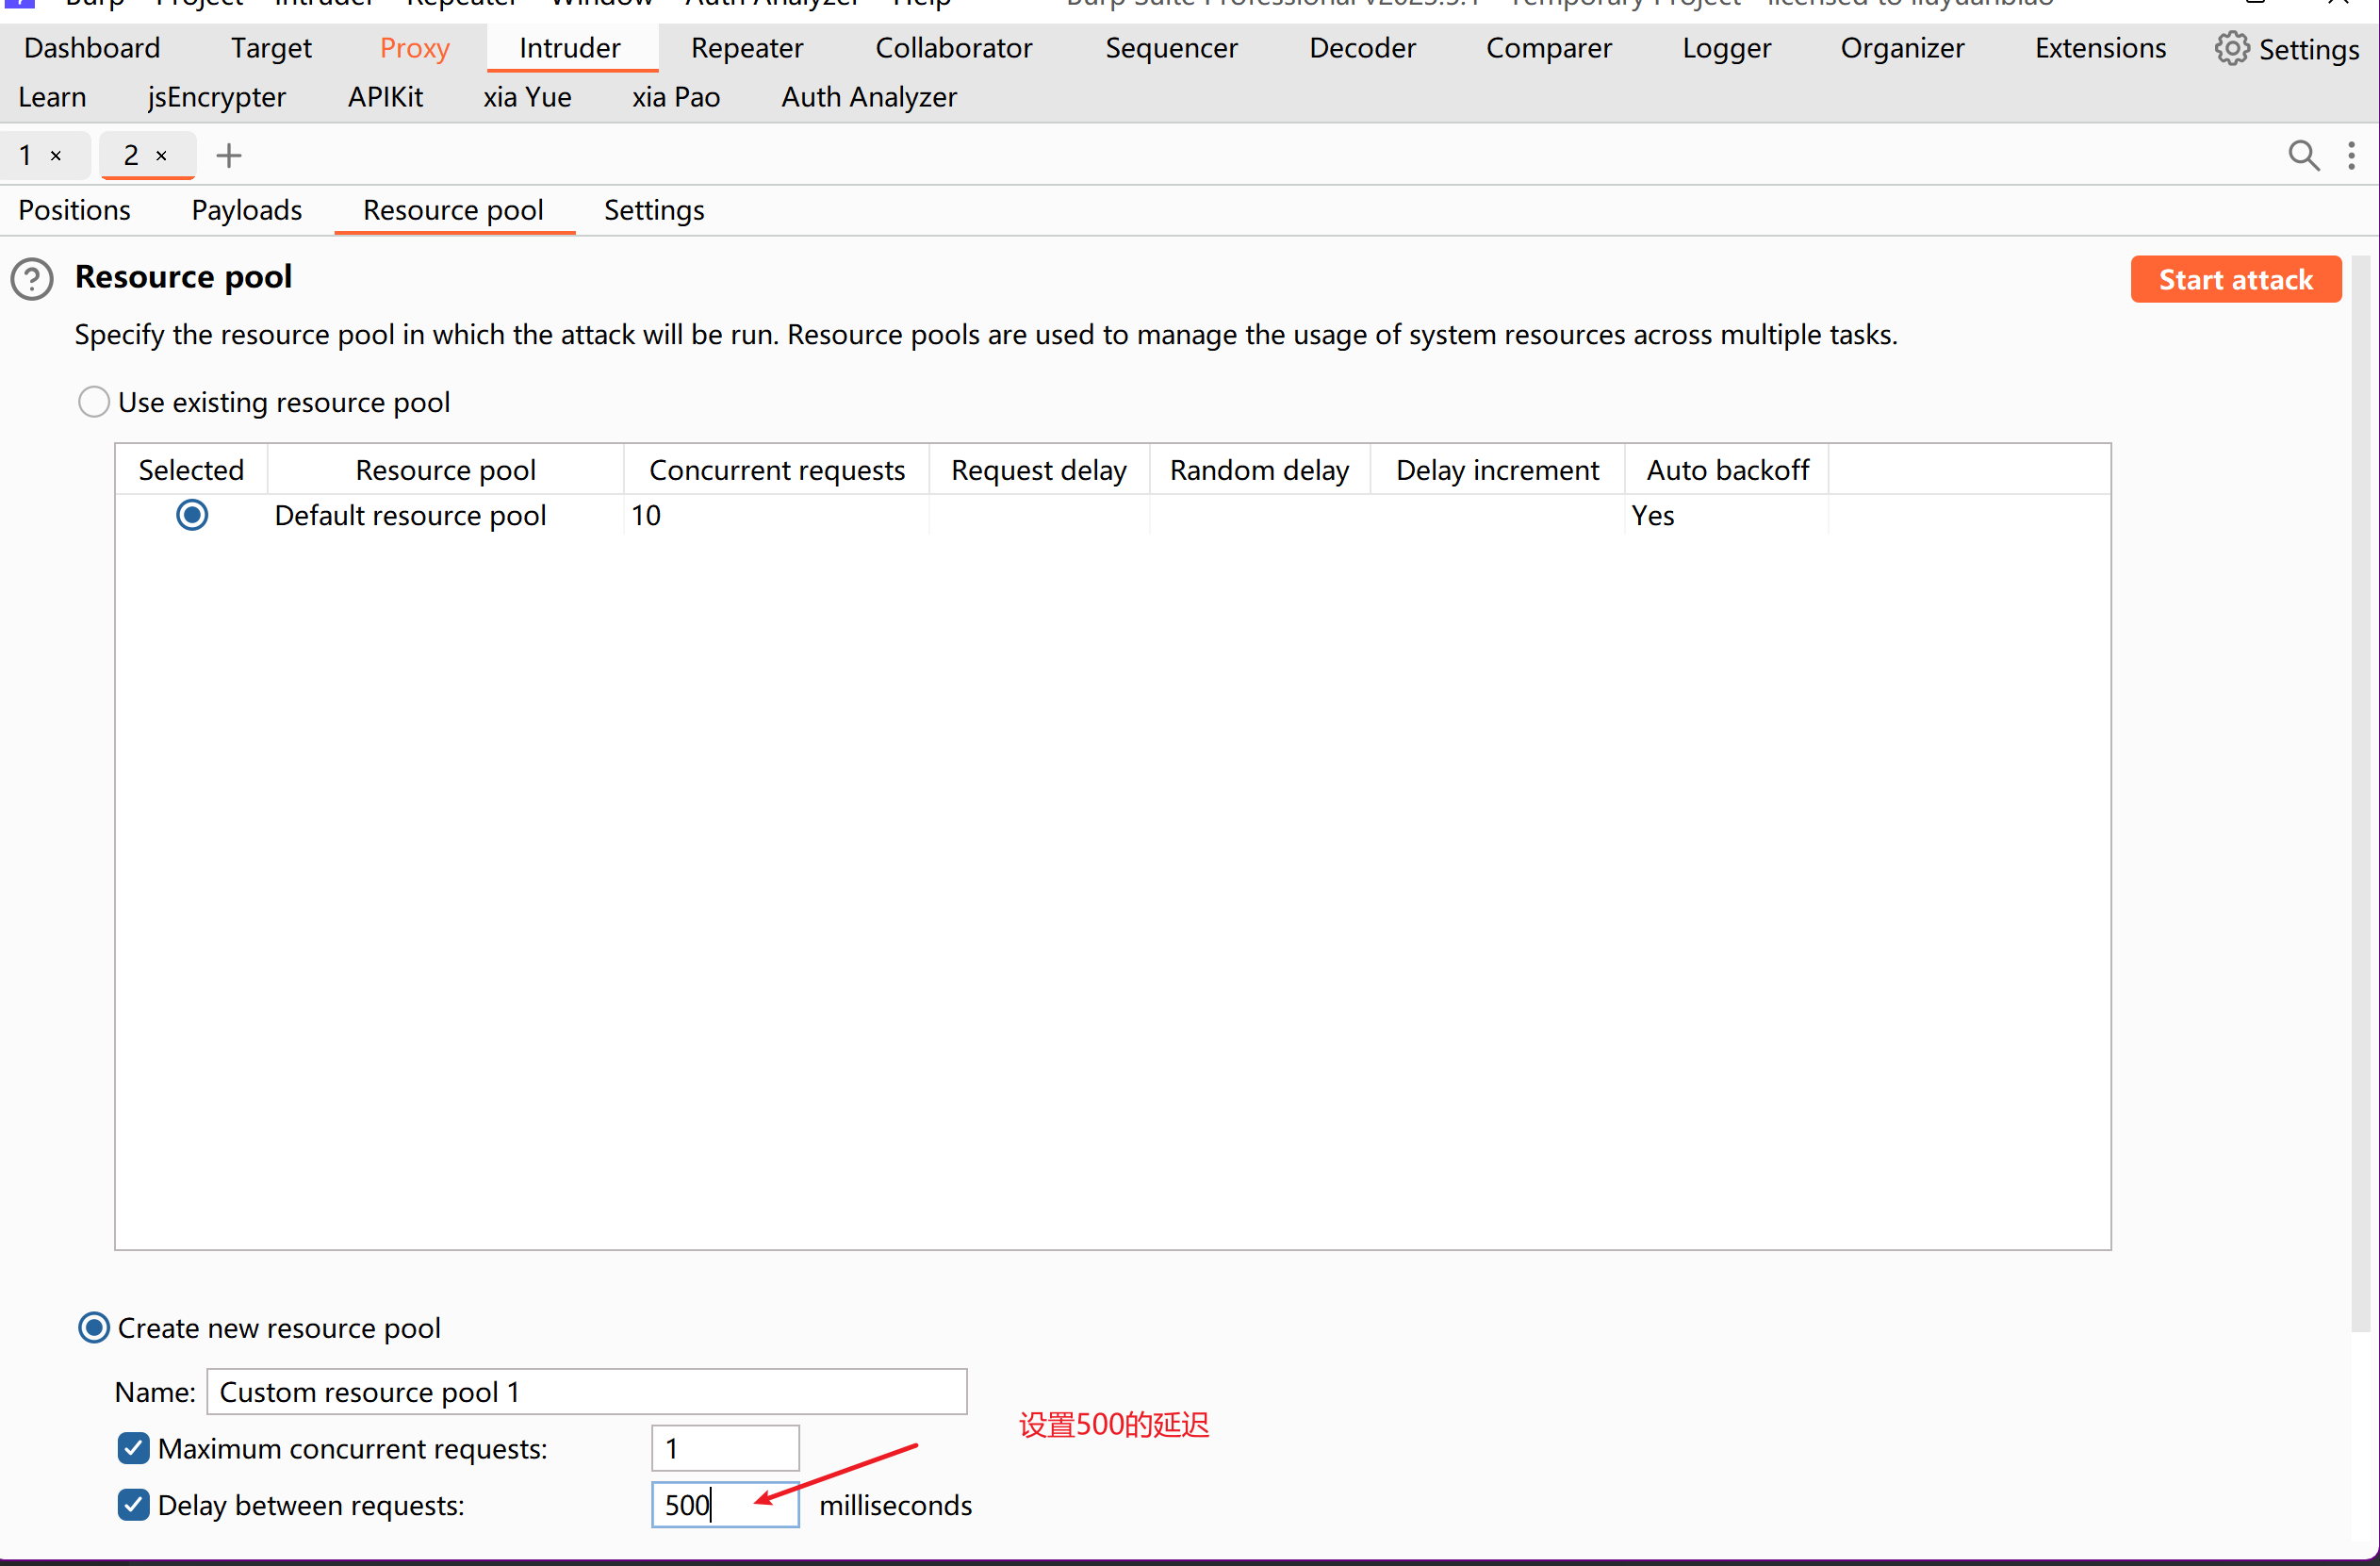 Burp Project Intruder Repeater Window Auth Analyzer Help Burp Suite Professional v2023.5.1 - Temporary Project - licensed to liuyuanbiao
Dashboard Target Proxy Intruder Repeater Collaborator Sequencer Decoder Comparer Logger Organizer Extensions Settings
Learn jsEncrypter APIKit xia Yue xia Pao Auth Analyzer
1 × 2 × +
Positions Payloads Resource pool Settings
? Resource pool
Start attack
Specify the resource pool in which the attack will be run. Resource pools are used to manage the usage of system resources across multiple tasks.
Use existing resource pool
Selected Resource pool Concurrent requests Request delay Random delay Delay increment Auto backoff
Default resource pool 10 Yes
Create new resource pool
Name: Custom resource pool 1
设置500的延迟
Maximum concurrent requests: 1
Delay between requests: 500 milliseconds